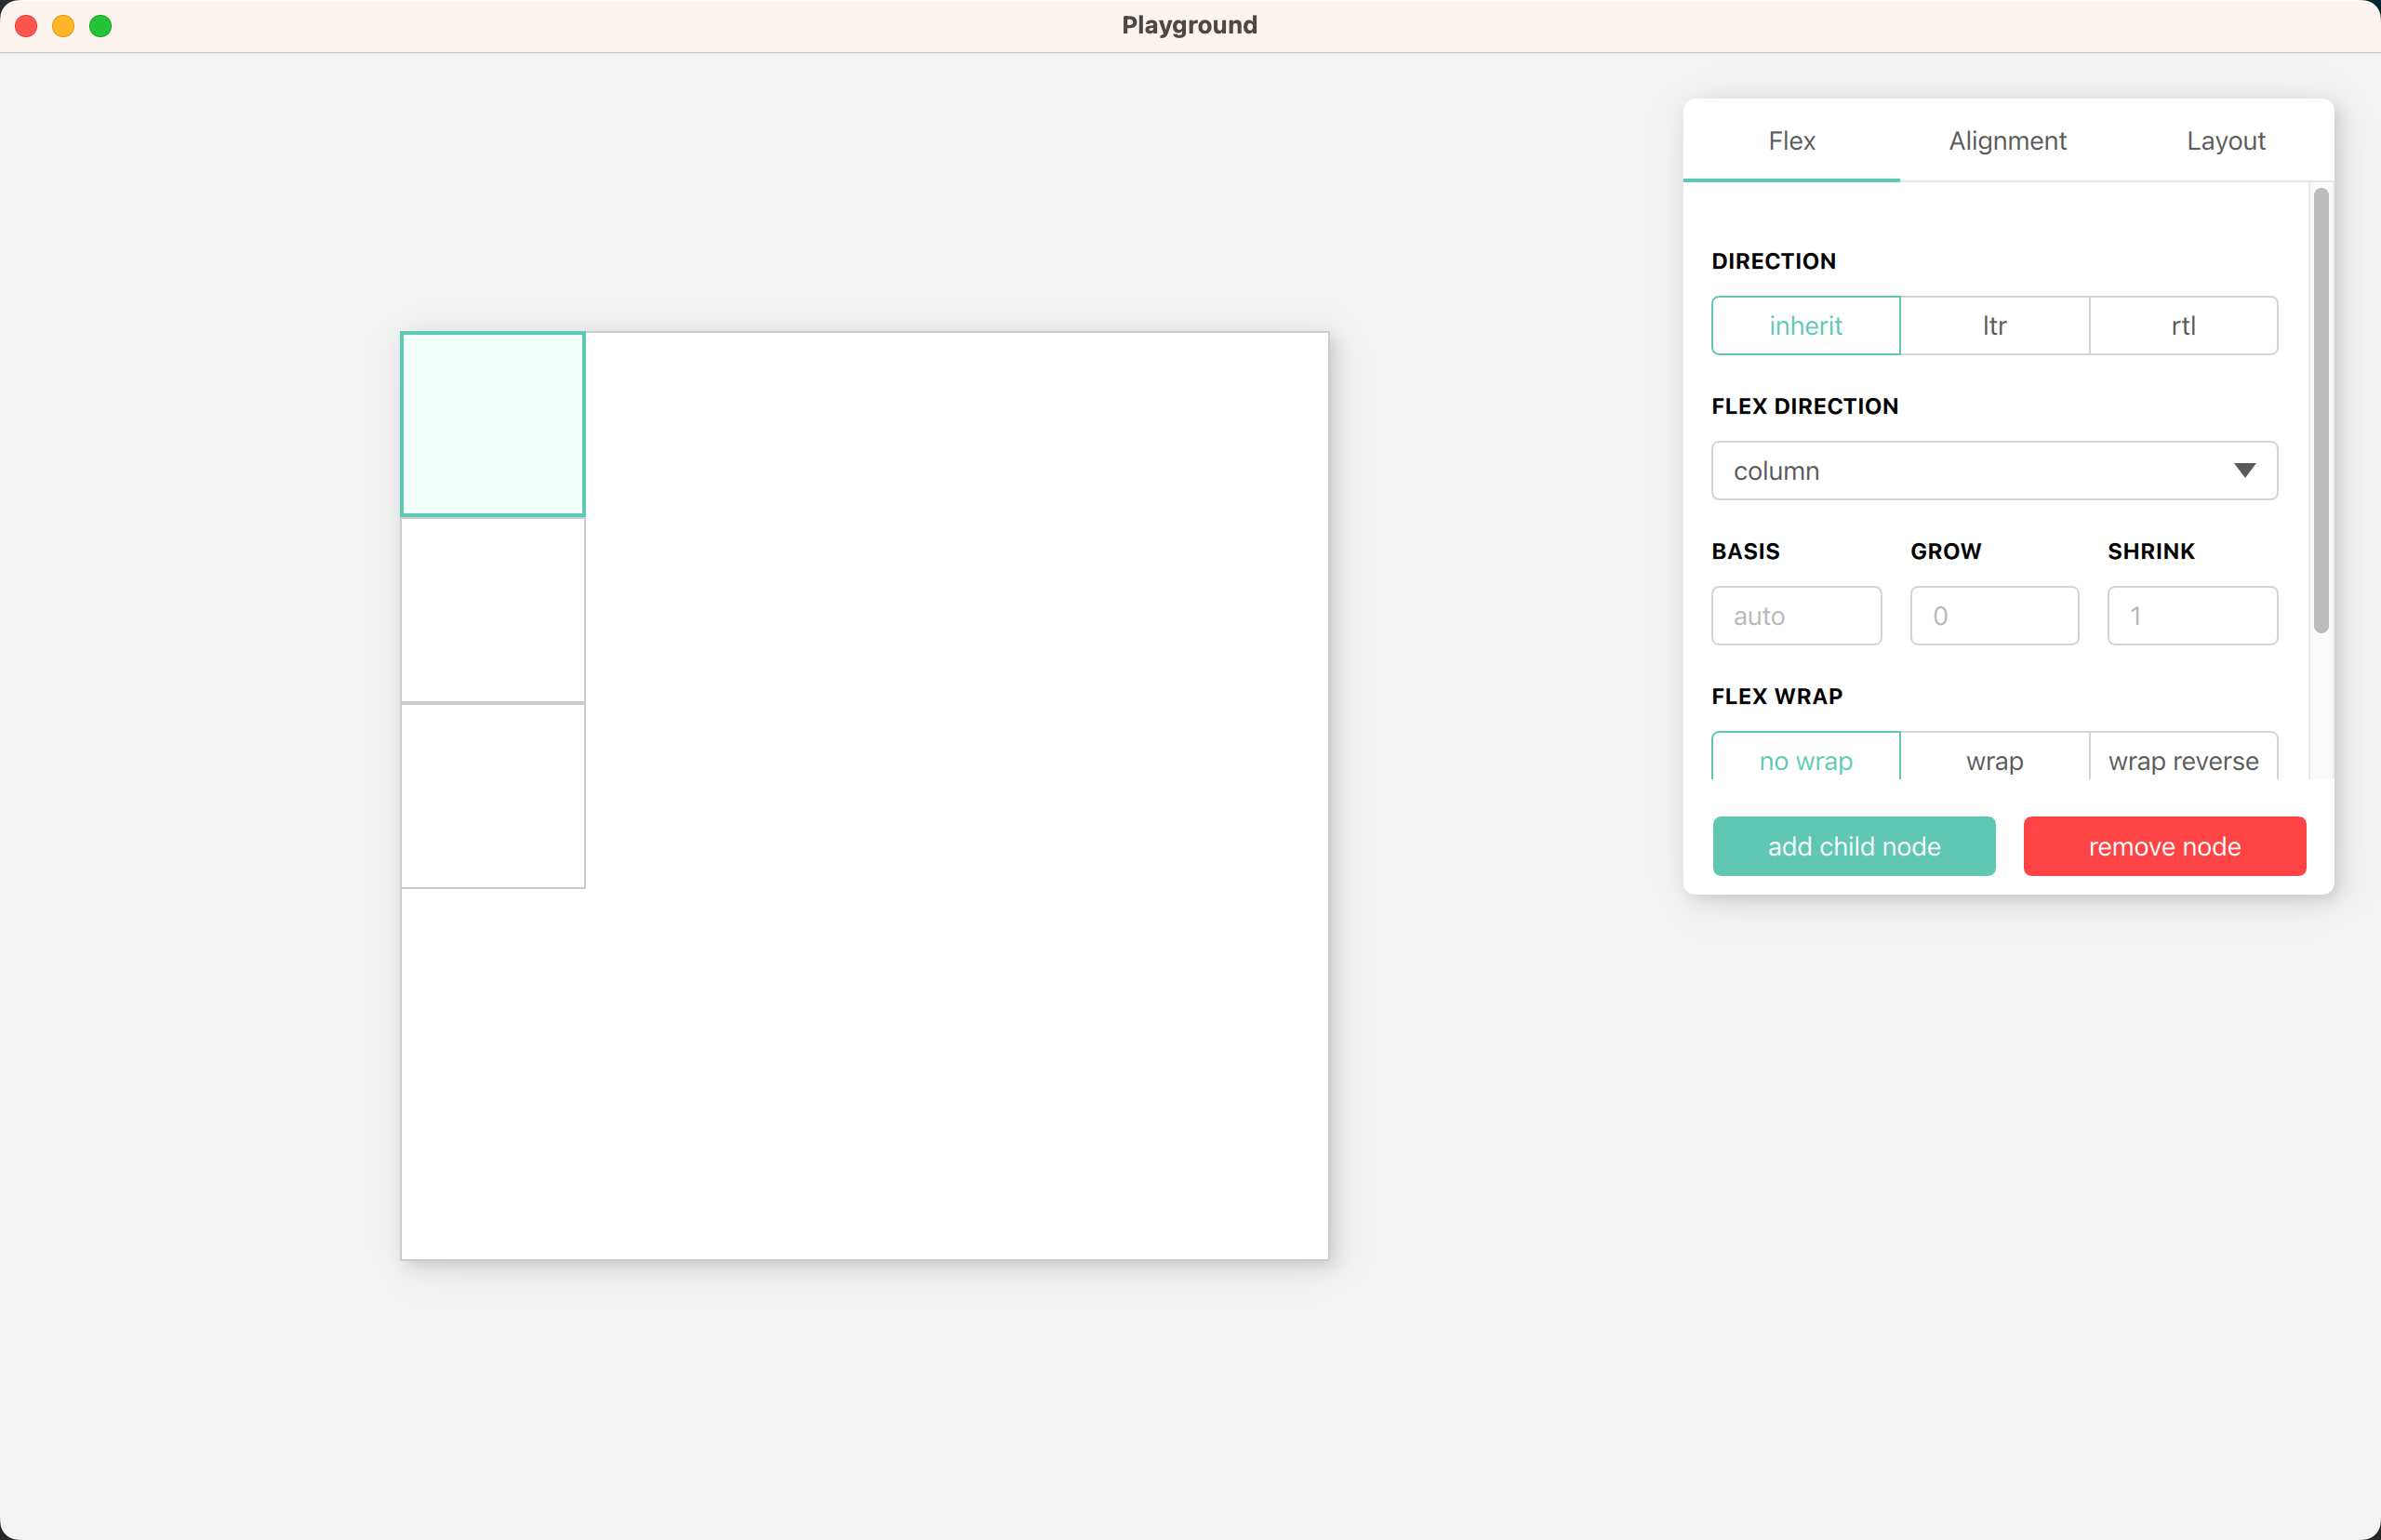 Playground
Flex Alignment Layout
DIRECTION
inherit ltr rtl
FLEX DIRECTION
column
BASIS GROW SHRINK
auto 0 1
FLEX WRAP
no wrap wrap wrap reverse
add child node remove node